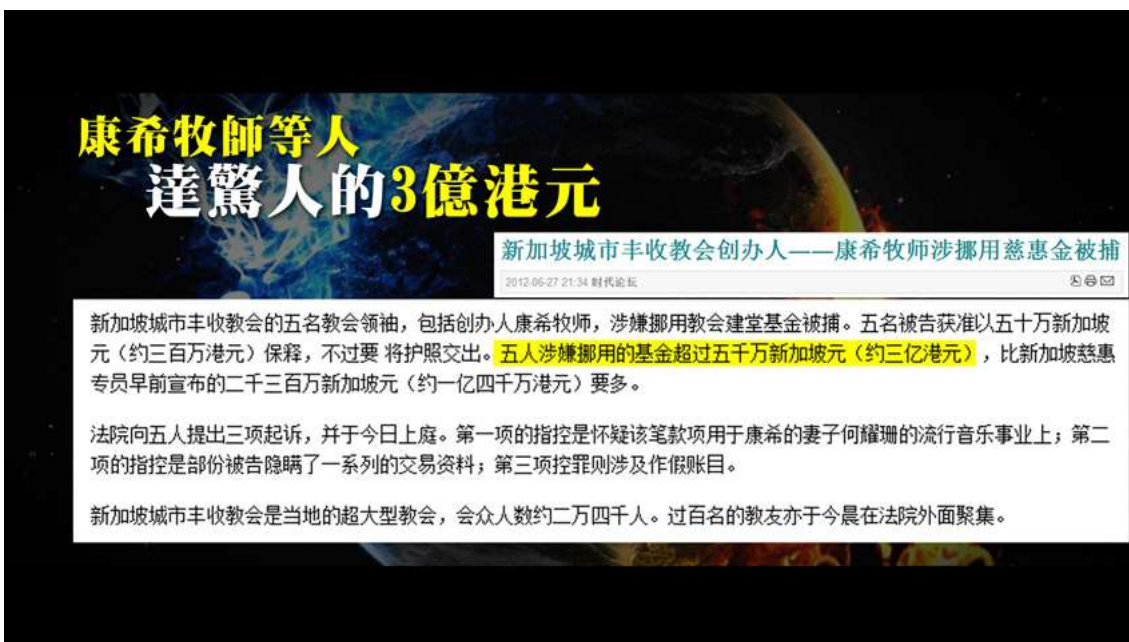 康希牧師等人
達驚人的3億港元
新加坡城市丰收教会创办人——康希牧师涉挪用慈惠金被捕
2012-06-27 21:34 时代论坛
新加坡城市丰收教会的五名教会领袖，包括创办人康希牧师，涉嫌挪用教会建堂基金被捕。五名被告获准以五十万新加坡
元（约三百万港元）保释，不过要 将护照交出。五人涉嫌挪用的基金超过五千万新加坡元（约三亿港元），比新加坡慈惠
专员早前宣布的二千三百万新加坡元（约一亿四千万港元）要多。
法院向五人提出三项起诉，并于今日上庭。第一项的指控是怀疑该笔款项用于康希的妻子何耀珊的流行音乐事业上；第二
项的指控是部份被告隐瞒了一系列的交易资料；第三项控罪则涉及作假账目。
新加坡城市丰收教会是当地的超大型教会，会众人数约二万四千人。过百名的教友亦于今晨在法院外面聚集。